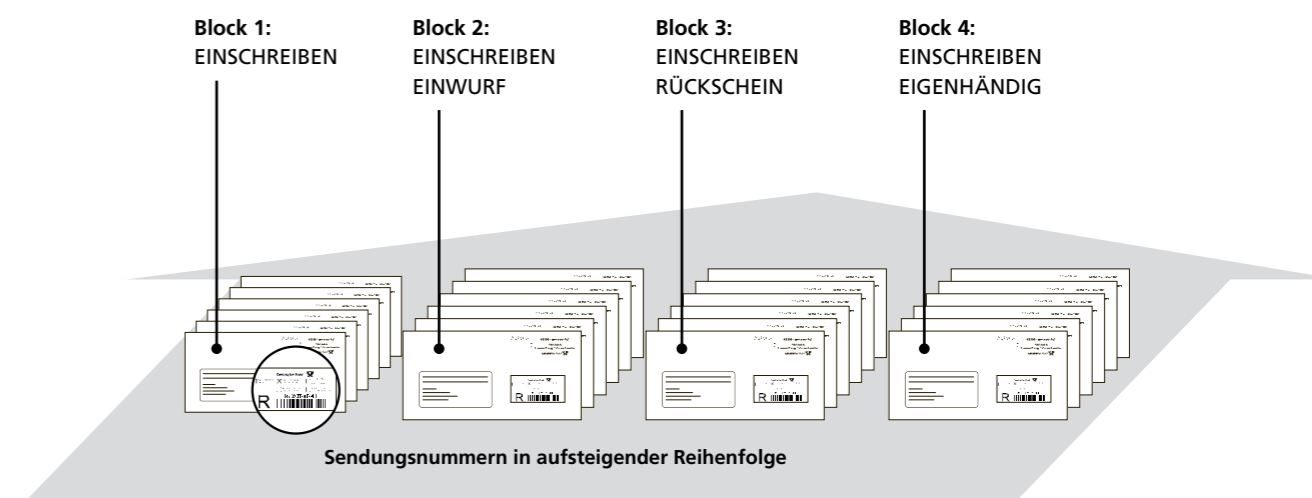 Block 1:
EINSCHREIBEN
Block 2:
EINSCHREIBEN
EINWURF
Block 3:
EINSCHREIBEN
RÜCKSCHEIN
Block 4:
EINSCHREIBEN
EIGENHÄNDIG
R
R
R
R
Sendungsnummern in aufsteigender Reihenfolge